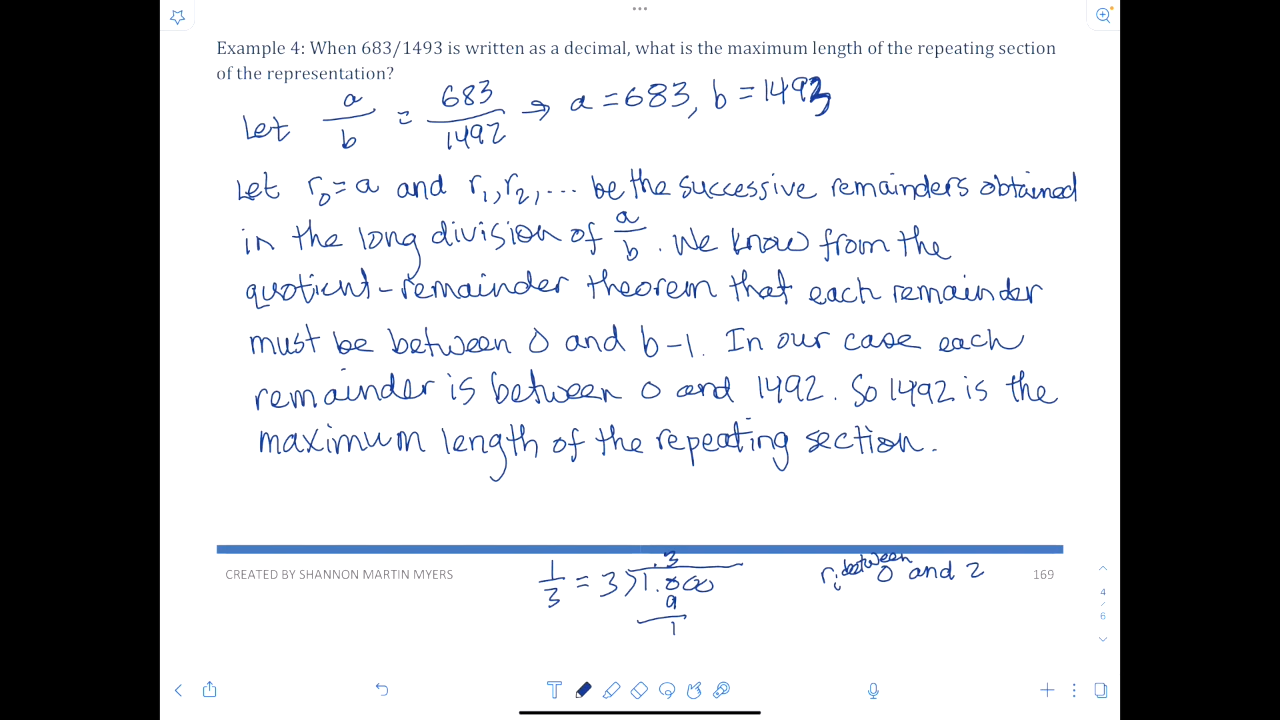 Example 4: When 683/1493 is written as a decimal, what is the maximum length of the repeating section
of the representation?
Let a/b = 683/1492 ⇒ a = 683, b = 1493
Let r₀ = a and r₁, r₂, ... be the successive remainders obtained
in the long division of a/b. We know from the
quotient-remainder theorem that each remainder
must be between 0 and b-1. In our case each
remainder is between 0 and 1492. So 1492 is the
maximum length of the repeating section.
.3
1/3 = 3)1.000
9
1
rᵢ between 0 and 2
CREATED BY SHANNON MARTIN MYERS
169
4
/
6
T